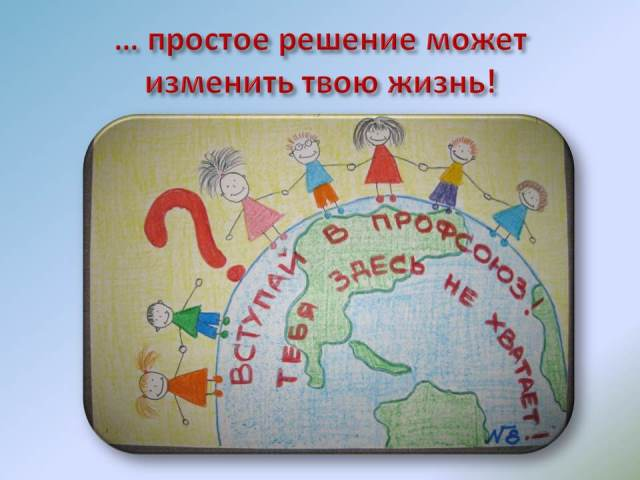 ... простое решение может
изменить твою жизнь!
?
ВСТУПАЙ В ПРОФСОЮЗ!
ТЕБЯ ЗДЕСЬ НЕ ХВАТАЕТ!
№8